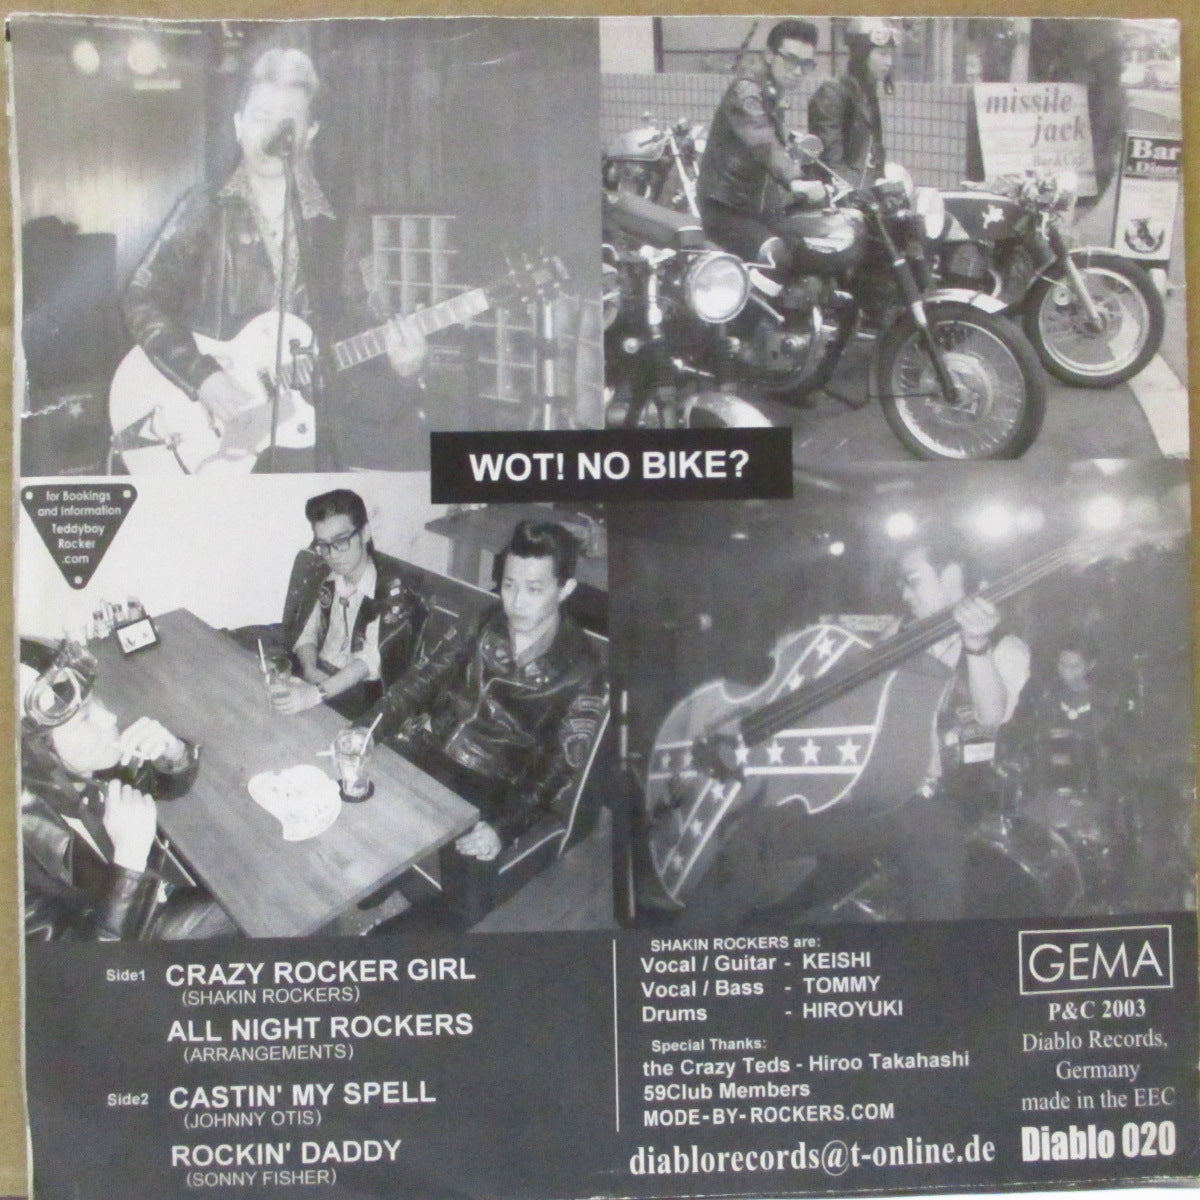 missile
jack
Bar & Café
Bar
WOT! NO BIKE?
for Bookings
and information
Teddyboy
Rocker
.com
Side1 CRAZY ROCKER GIRL
(SHAKIN ROCKERS)
ALL NIGHT ROCKERS
(ARRANGEMENTS)
Side2 CASTIN' MY SPELL
(JOHNNY OTIS)
ROCKIN' DADDY
(SONNY FISHER)
SHAKIN ROCKERS are:
Vocal / Guitar - KEISHI
Vocal / Bass - TOMMY
Drums - HIROYUKI
Special Thanks:
the Crazy Teds - Hiroo Takahashi
59Club Members
MODE-BY-ROCKERS.COM
diablorecords@t-online.de
GEMA
P&C 2003
Diablo Records,
Germany
made in the EEC
Diablo 020